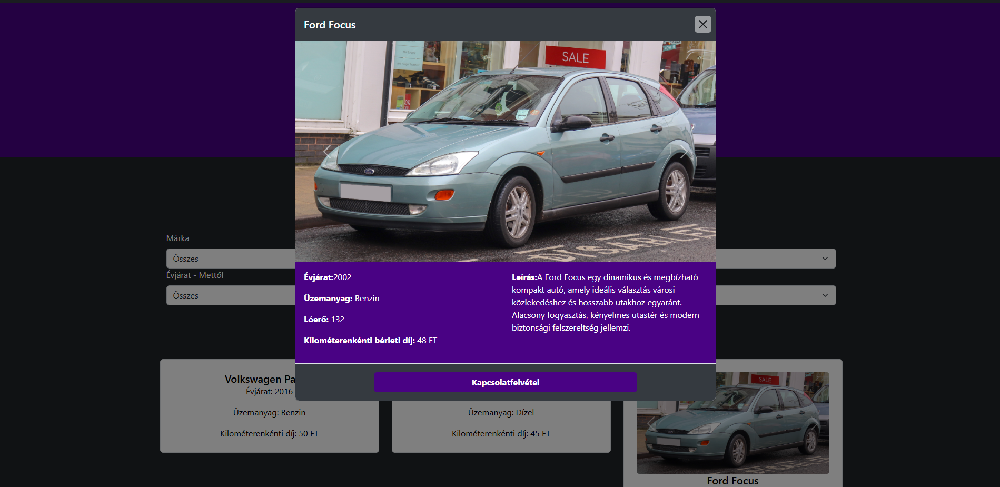 Ford Focus
SALE
NOW IN
Évjárat:2002
Üzemanyag: Benzin
Lóerő: 132
Kilométerenkénti bérleti díj: 48 FT
Leírás:A Ford Focus egy dinamikus és megbízható
kompakt autó, amely ideális választás városi
közlekedéshez és hosszabb utakhoz egyaránt.
Alacsony fogyasztás, kényelmes utastér és modern
biztonsági felszereltség jellemzi.
Kapcsolatfelvétel
Márka
Összes
Évjárat - Mettől
Összes
Volkswagen Pa
Évjárat: 2016
Üzemanyag: Benzin
Kilométerenkénti díj: 50 FT
Üzemanyag: Dízel
Kilométerenkénti díj: 45 FT
SALE
Ford Focus